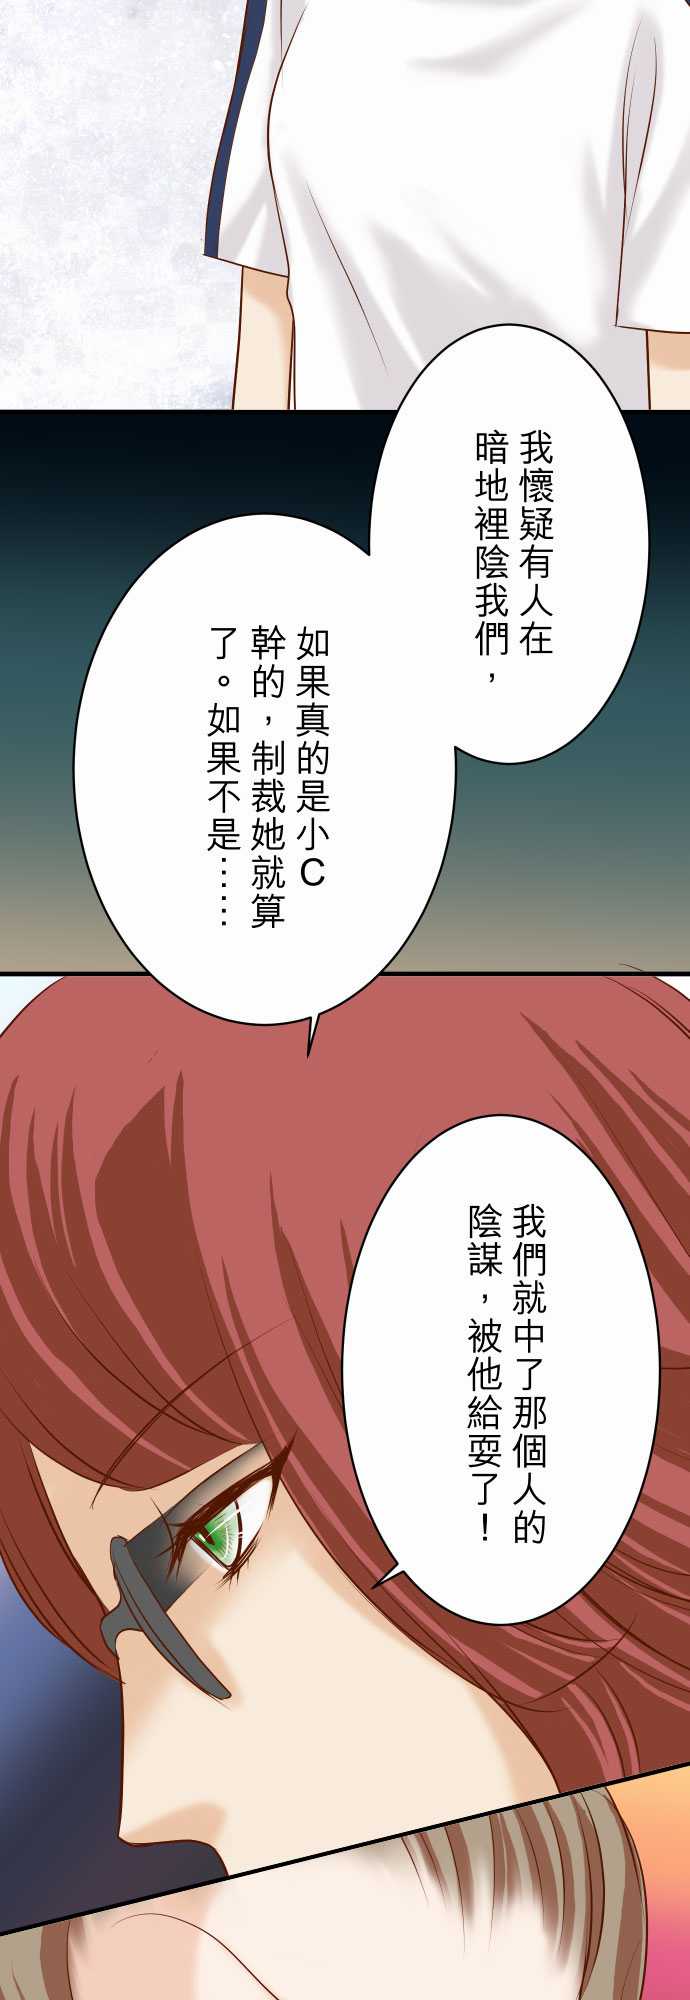 我懷疑有人在
暗地裡陰我們，
如果真的是小C
幹的，制裁她就算
了。如果不是……
我們就中了那個人的
陰謀，被他給耍了！